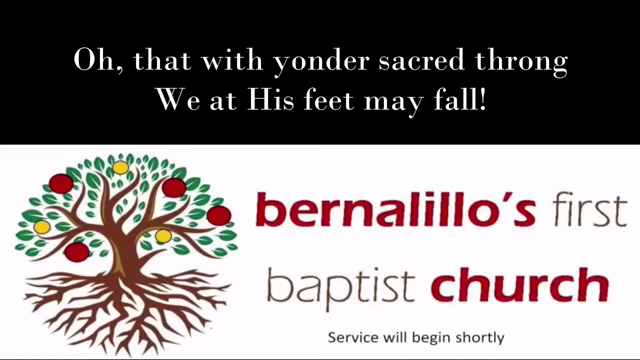 Oh, that with yonder sacred throng
We at His feet may fall!
bernalillo's first
baptist church
Service will begin shortly